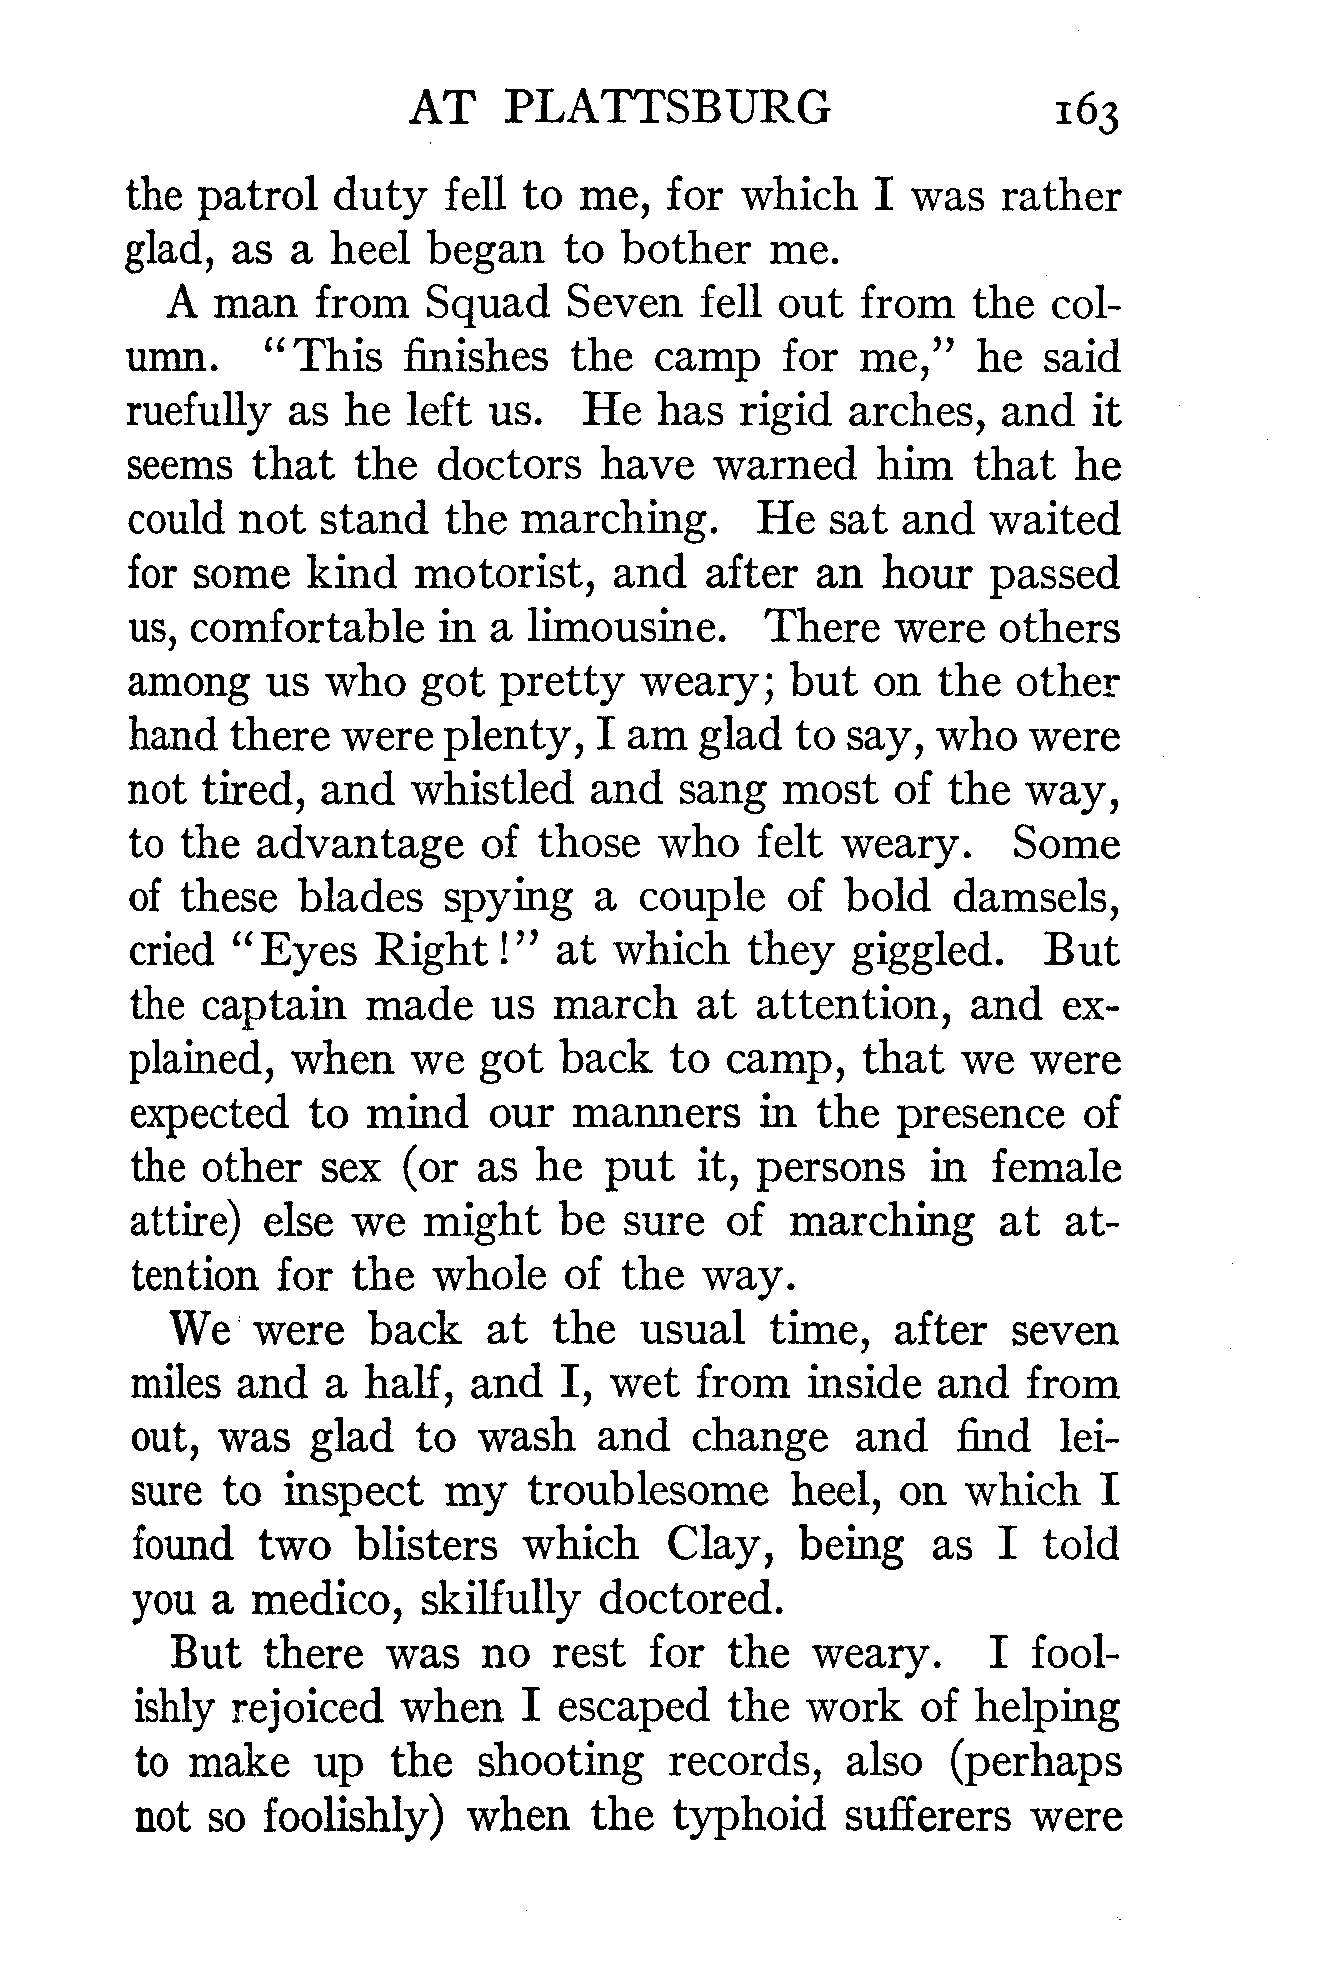 AT PLATTSBURG 163
the patrol duty fell to me, for which I was rather
glad, as a heel began to bother me.
A man from Squad Seven fell out from the col-
umn. “This finishes the camp for me,” he said
ruefully as he left us. He has rigid arches, and it
seems that the doctors have warned him that he
could not stand the marching. He sat and waited
for some kind motorist, and after an hour passed
us, comfortable in a limousine. There were others
among us who got pretty weary; but on the other
hand there were plenty, I am glad to say, who were
not tired, and whistled and sang most of the way,
to the advantage of those who felt weary. Some
of these blades spying a couple of bold damsels,
cried “Eyes Right!” at which they giggled. But
the captain made us march at attention, and ex-
plained, when we got back to camp, that we were
expected to mind our manners in the presence of
the other sex (or as he put it, persons in female
attire) else we might be sure of marching at at-
tention for the whole of the way.
We were back at the usual time, after seven
miles and a half, and I, wet from inside and from
out, was glad to wash and change and find lei-
sure to inspect my troublesome heel, on which I
found two blisters which Clay, being as I told
you a medico, skilfully doctored.
But there was no rest for the weary. I fool-
ishly rejoiced when I escaped the work of helping
to make up the shooting records, also (perhaps
not so foolishly) when the typhoid sufferers were